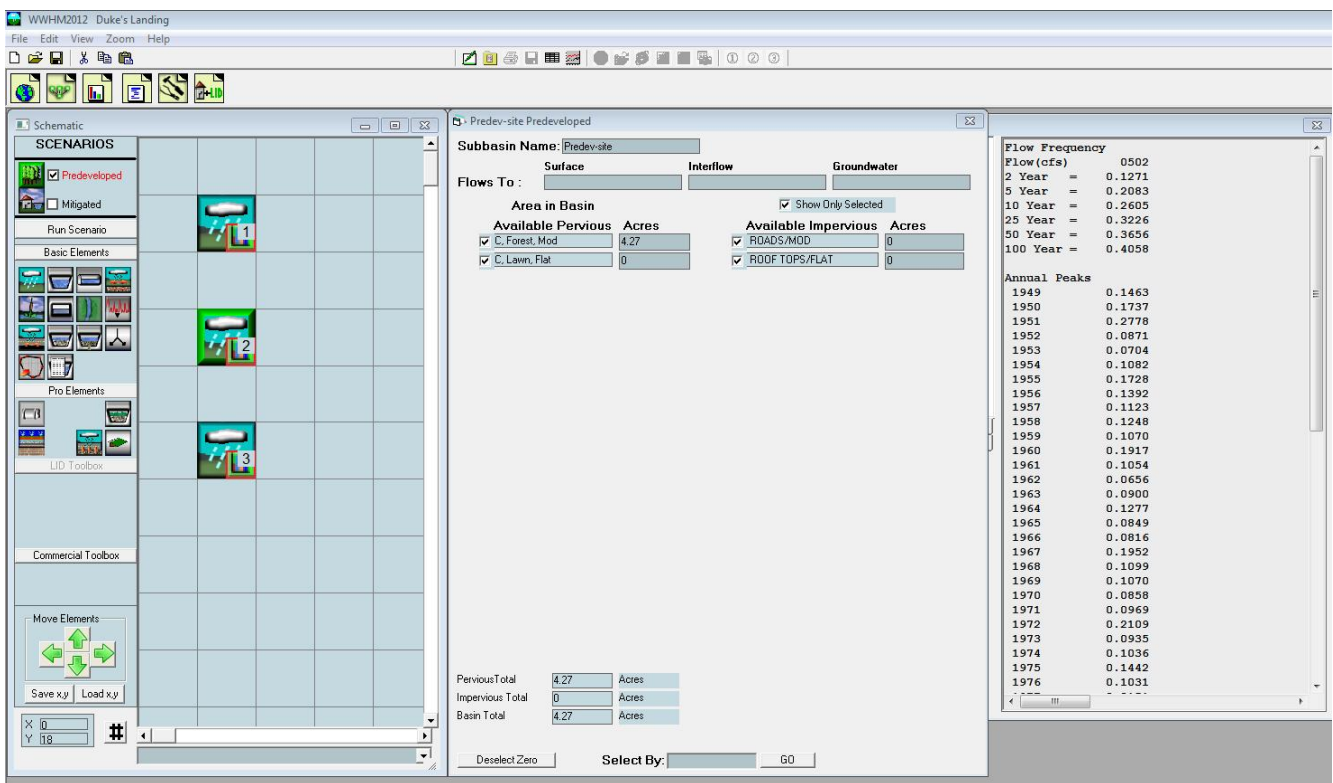 WWHM2012 Duke's Landing
File Edit View Zoom Help
+LID
Schematic
SCENARIOS
Predeveloped
Mitigated
Run Scenario
Basic Elements
Pro Elements
LID Toolbox
Commercial Toolbox
Move Elements
Save x,y Load x,y
X 0
Y 18
#
1
2
3
Predev-site Predeveloped
Subbasin Name: Predev-site
Surface Interflow Groundwater
Flows To :
Area in Basin Show Only Selected
Available Pervious Acres Available Impervious Acres
C, Forest, Mod 4.27 ROADS/MOD 0
C, Lawn, Flat 0 ROOF TOPS/FLAT 0
PerviousTotal 4.27 Acres
Impervious Total 0 Acres
Basin Total 4.27 Acres
Deselect Zero Select By: GO
Flow Frequency
Flow(cfs) 0502
2 Year = 0.1271
5 Year = 0.2083
10 Year = 0.2605
25 Year = 0.3226
50 Year = 0.3656
100 Year = 0.4058
Annual Peaks
1949 0.1463
1950 0.1737
1951 0.2778
1952 0.0871
1953 0.0704
1954 0.1082
1955 0.1728
1956 0.1392
1957 0.1123
1958 0.1248
1959 0.1070
1960 0.1917
1961 0.1054
1962 0.0656
1963 0.0900
1964 0.1277
1965 0.0849
1966 0.0816
1967 0.1952
1968 0.1099
1969 0.1070
1970 0.0858
1971 0.0969
1972 0.2109
1973 0.0935
1974 0.1036
1975 0.1442
1976 0.1031